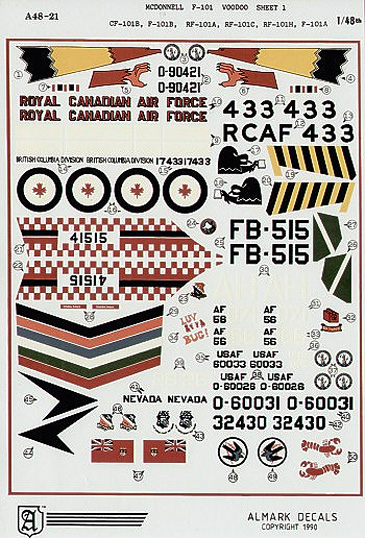 MCDONNELL F-101 VOODOO SHEET 1
A48-21
CF-101B, F-101B, RF-101A, RF-101C, RF-101H, F-101A
1/48th
0-90421
0-90421
ROYAL CANADIAN AIR FORCE
ROYAL CANADIAN AIR FORCE
433 433
RCAF 433
BRITISH COLUMBIA DIVISION BRITISH COLUMBIA DIVISION 17433 17433
41515
41516
FB-515
FB-515
LUV
BUG!
AF AF
56 56
AF AF
56 56
USAF USAF
60033 60033
USAF USAF
0-60026 0-60026
NEVADA NEVADA
0-60031 0-60031
32430 32430
A
ALMARK DECALS
COPYRIGHT 1990